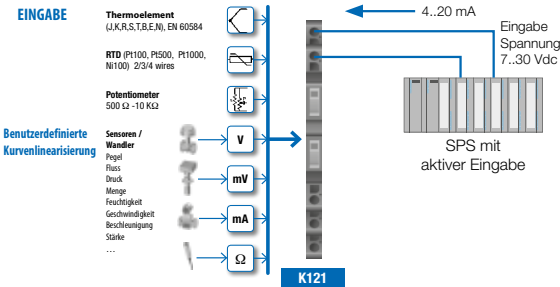 EINGABE
Thermoelement
(J,K,R,S,T,B,E,N), EN 60584
RTD (Pt100, Pt500, Pt1000,
Ni100) 2/3/4 wires
Potentiometer
500 Ω -10 KΩ
Benutzerdefinierte
Kurvenlinearisierung
Sensoren /
Wandler
Pegel
Fluss
Druck
Menge
Feuchtigkeit
Geschwindigkeit
Beschleunigung
Stärke
...
V
mV
mA
Ω
K121
4..20 mA
Eingabe
Spannung
7..30 Vdc
SPS mit
aktiver Eingabe